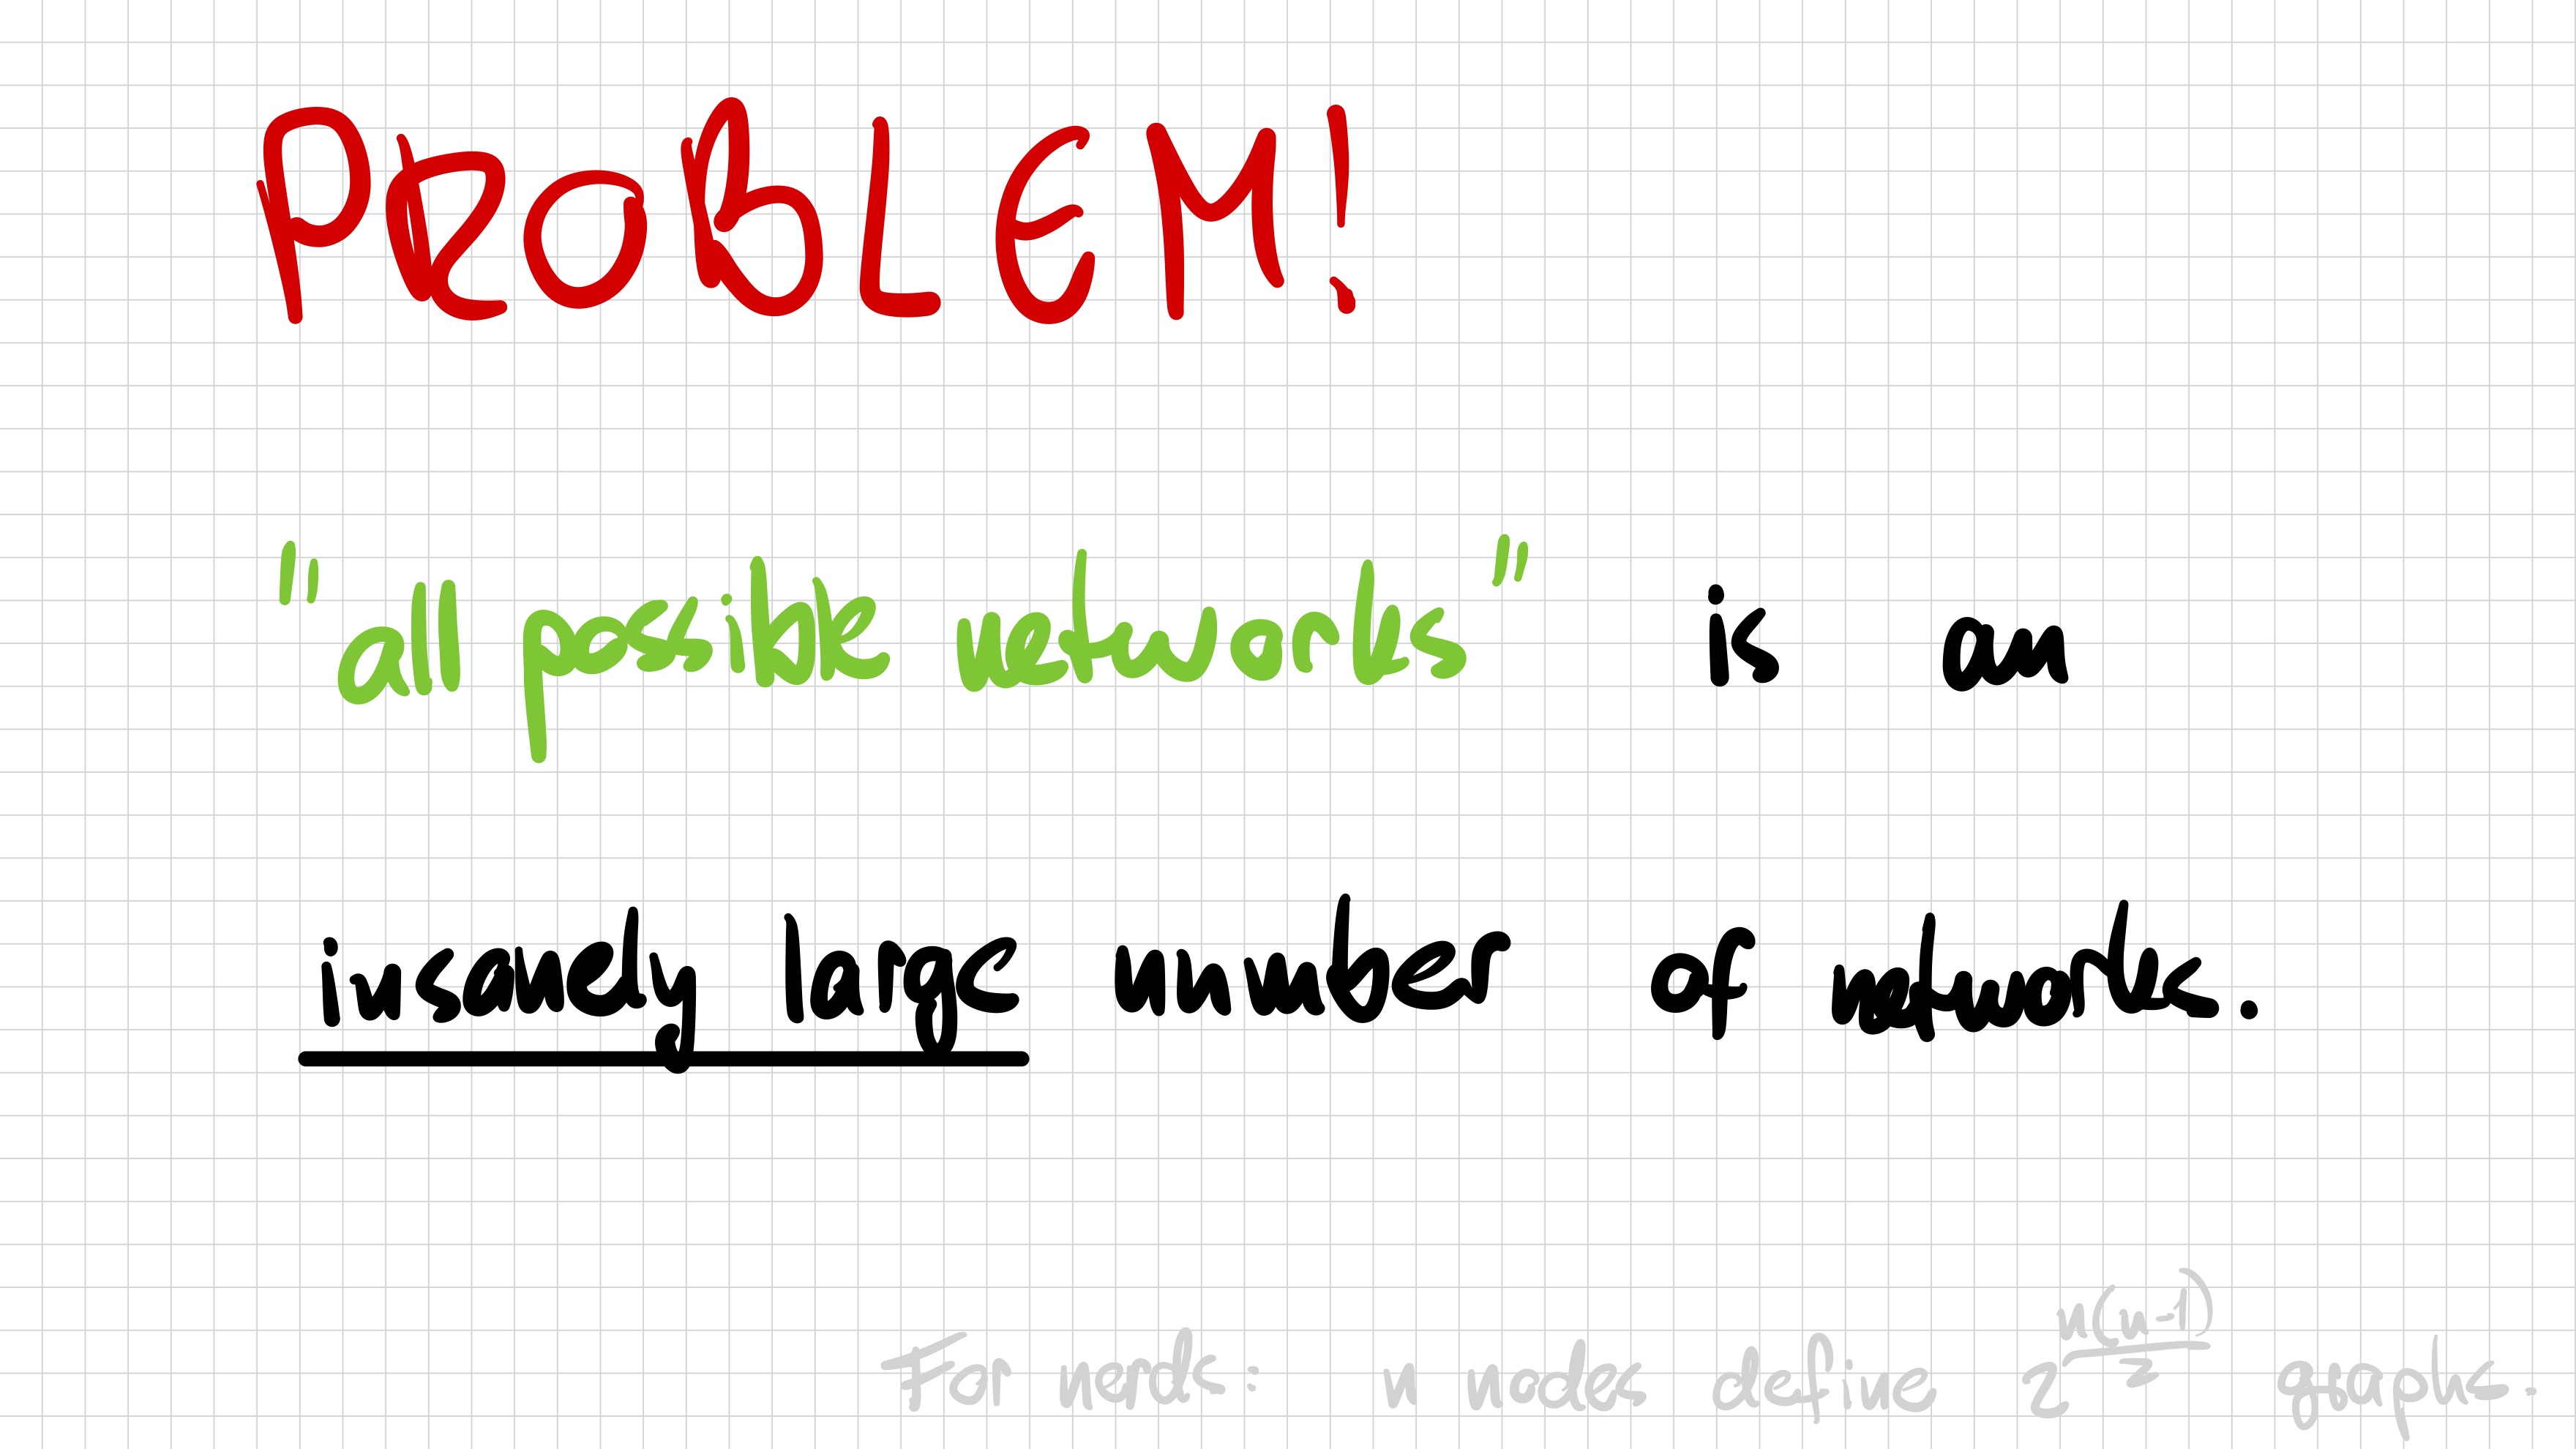 PROBLEM!
"all possible networks" is an
insanely large number of networks.
For nerds: n nodes define 2^(n(n-1)/2) graphs.